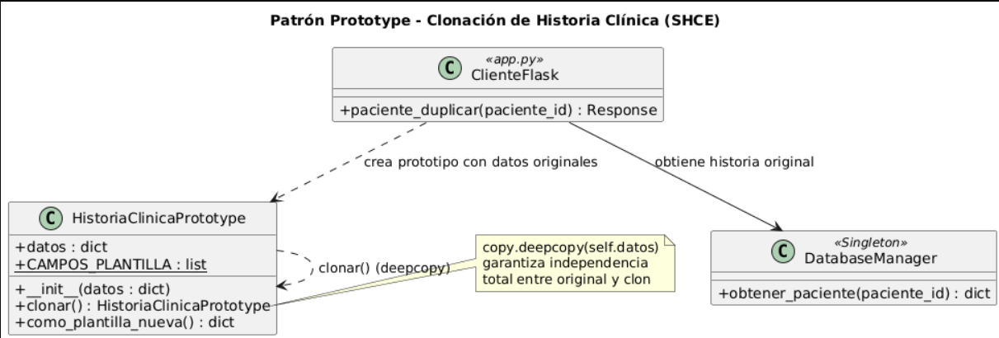 Patrón Prototype - Clonación de Historia Clínica (SHCE)
«app.py»
C ClienteFlask
+paciente_duplicar(paciente_id) : Response
crea prototipo con datos originales
obtiene historia original
C HistoriaClinicaPrototype
+datos : dict
+CAMPOS_PLANTILLA : list
+__init__(datos : dict)
+clonar() : HistoriaClinicaPrototype
+como_plantilla_nueva() : dict
clonar() (deepcopy)
copy.deepcopy(self.datos)
garantiza independencia
total entre original y clon
«Singleton»
C DatabaseManager
+obtener_paciente(paciente_id) : dict